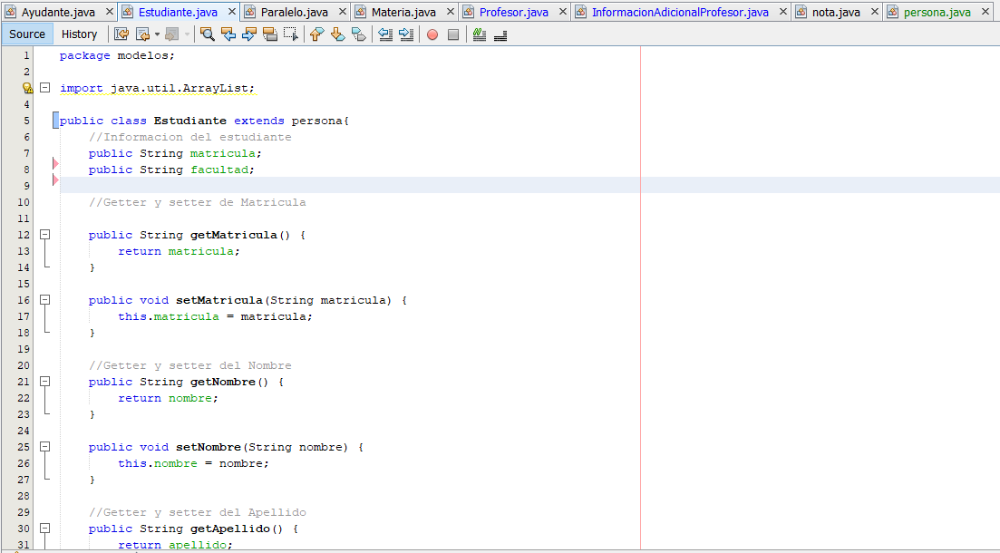 Ayudante.java Estudiante.java Paralelo.java Materia.java Profesor.java InformacionAdicionalProfesor.java nota.java persona.java
Source History
1 package modelos;
2
import java.util.ArrayList;
4
5 public class Estudiante extends persona{
6 //Informacion del estudiante
7 public String matricula;
8 public String facultad;
9
10 //Getter y setter de Matricula
11
12 public String getMatricula() {
13 return matricula;
14 }
15
16 public void setMatricula(String matricula) {
17 this.matricula = matricula;
18 }
19
20 //Getter y setter del Nombre
21 public String getNombre() {
22 return nombre;
23 }
24
25 public void setNombre(String nombre) {
26 this.nombre = nombre;
27 }
28
29 //Getter y setter del Apellido
30 public String getApellido() {
31 return apellido;